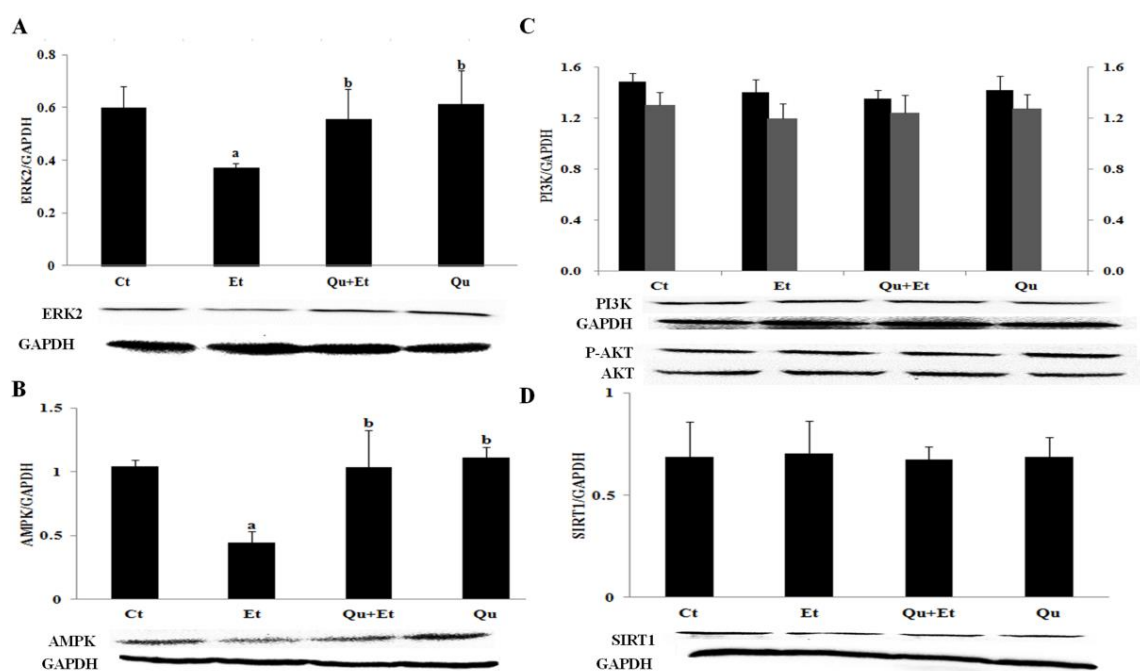 A
ERK2/GAPDH
0.8
0.6
0.4
0.2
0
a
b
b
Ct Et Qu+Et Qu
ERK2
GAPDH
B
AMPK/GAPDH
1.5
1
0.5
0
a
b
b
Ct Et Qu+Et Qu
AMPK
GAPDH
C
PI3K/GAPDH
1.6 1.6
1.2 1.2
0.8 0.8
0.4 0.4
0.0 0.0
Ct Et Qu+Et Qu
PI3K
GAPDH
P-AKT
AKT
D
SIRT1/GAPDH
1
0.5
0
Ct Et Qu+Et Qu
SIRT1
GAPDH